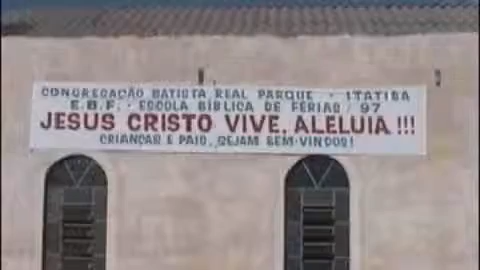 CONGREGAÇÃO BATISTA REAL PARQUE - ITATIBA
E.B.F. - ESCOLA BÍBLICA DE FÉRIAS / 97
JESUS CRISTO VIVE, ALELUIA !!!
CRIANÇAS E PAIS, SEJAM BEM-VINDOS!